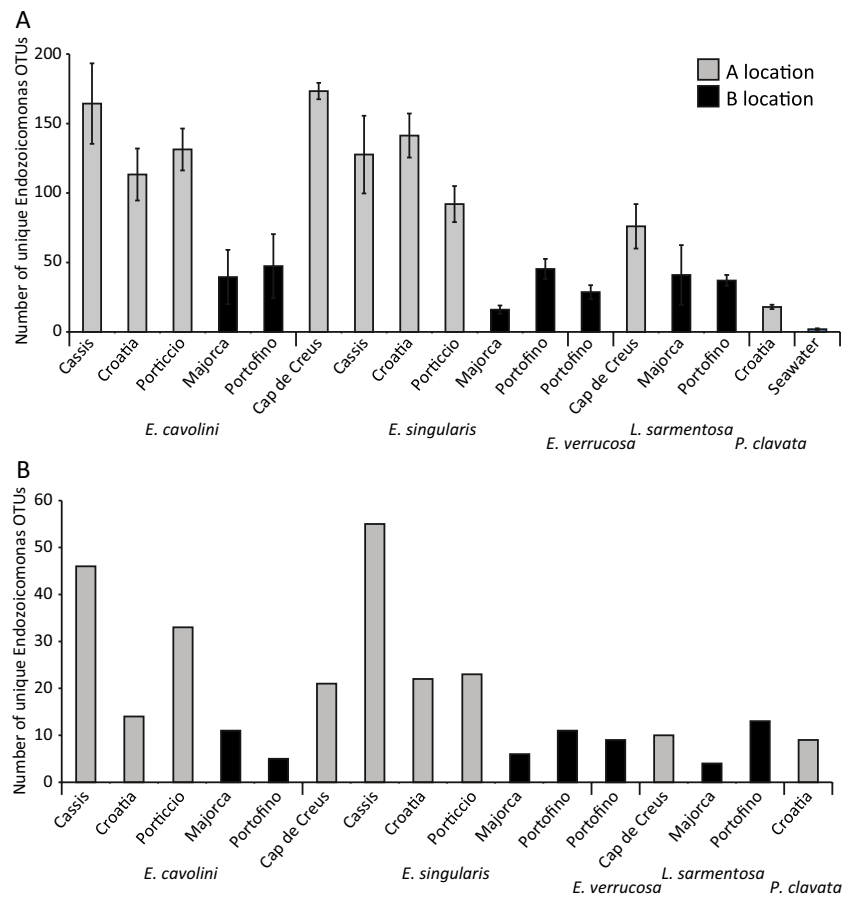 A
Number of unique Endozoicomonas OTUs
200
150
100
50
0
A location
B location
Cassis
Croatia
Porticcio
Majorca
Portofino
Cap de Creus
Cassis
Croatia
Porticcio
Majorca
Portofino
Portofino
Cap de Creus
Majorca
Portofino
Croatia
Seawater
E. cavolini
E. singularis
E. verrucosa
L. sarmentosa
P. clavata
B
Number of unique Endozoicomonas OTUs
60
50
40
30
20
10
0
Cassis
Croatia
Porticcio
Majorca
Portofino
Cap de Creus
Cassis
Croatia
Porticcio
Majorca
Portofino
Portofino
Cap de Creus
Majorca
Portofino
Croatia
E. cavolini
E. singularis
E. verrucosa
L. sarmentosa
P. clavata